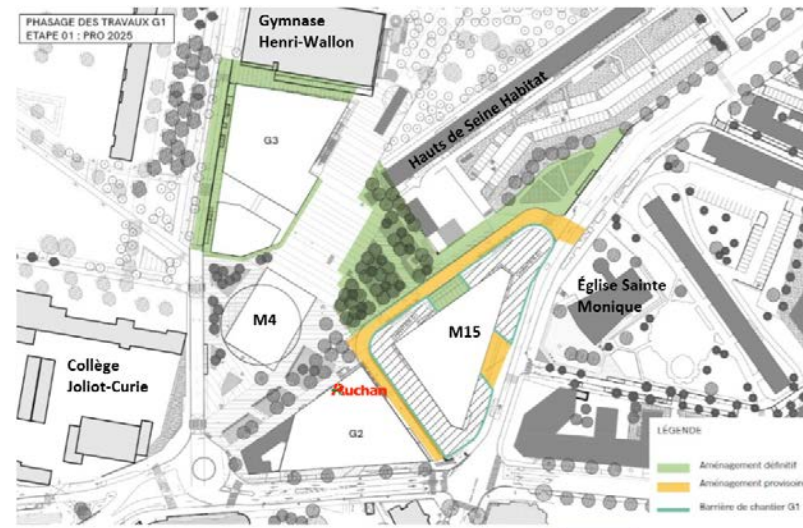 PHASAGE DES TRAVAUX G1
ETAPE 01 : PRO 2025
Gymnase
Henri-Wallon
Hauts de Seine Habitat
G3
M4
M15
Église Sainte
Monique
Collège
Joliot-Curie
Auchan
G2
LÉGENDE
Aménagement définitif
Aménagement provisoir
Barrière de chantier G1